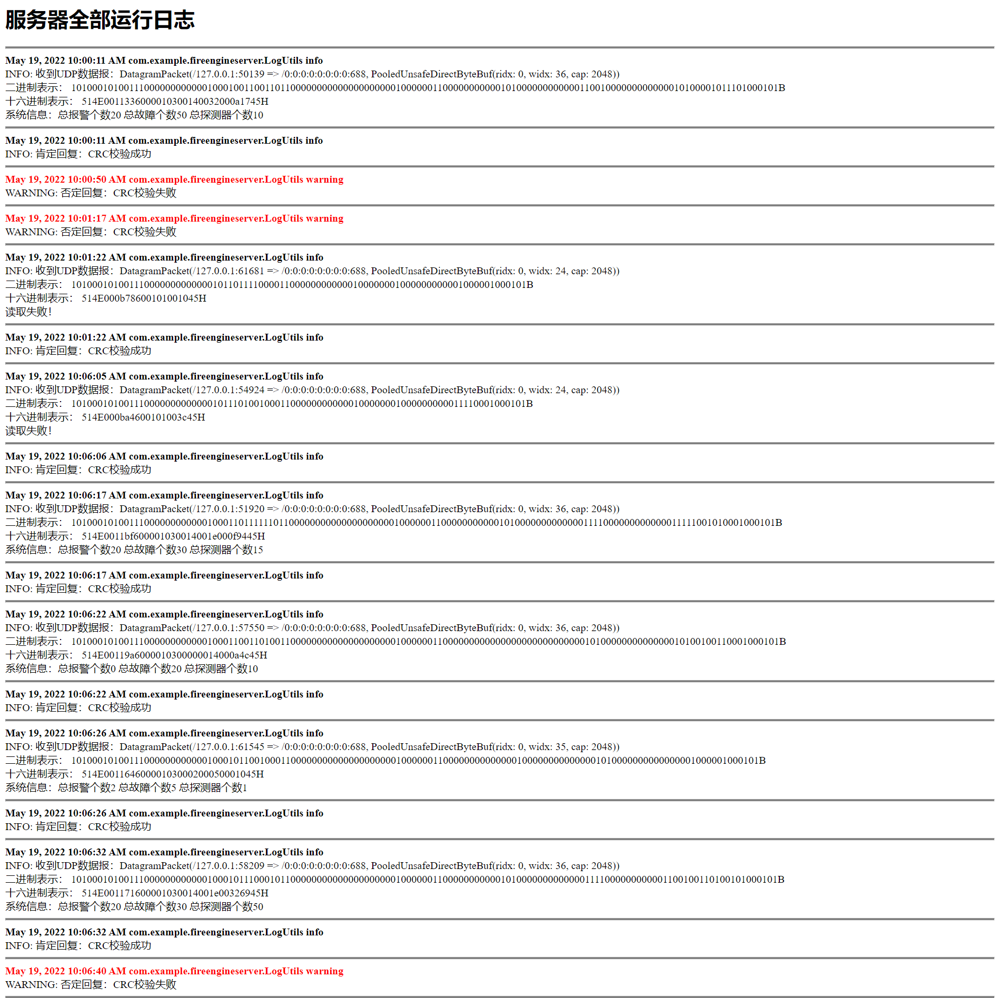 服务器全部运行日志
May 19, 2022 10:00:11 AM com.example.fireengineserver.LogUtils info
INFO: 收到UDP数据报：DatagramPacket(/127.0.0.1:50139 => /0:0:0:0:0:0:0:0:688, PooledUnsafeDirectByteBuf(ridx: 0, widx: 36, cap: 2048))
二进制表示： 10100010100111000000000000100010011001101100000000000000000000100000011000000000001010000000000011001000000000000010100001011101000101B
十六进制表示： 514E0011336000010300140032000a1745H
系统信息：总报警个数20 总故障个数50 总探测器个数10
May 19, 2022 10:00:11 AM com.example.fireengineserver.LogUtils info
INFO: 肯定回复：CRC校验成功
May 19, 2022 10:00:50 AM com.example.fireengineserver.LogUtils warning
WARNING: 否定回复：CRC校验失败
May 19, 2022 10:01:17 AM com.example.fireengineserver.LogUtils warning
WARNING: 否定回复：CRC校验失败
May 19, 2022 10:01:22 AM com.example.fireengineserver.LogUtils info
INFO: 收到UDP数据报：DatagramPacket(/127.0.0.1:61681 => /0:0:0:0:0:0:0:0:688, PooledUnsafeDirectByteBuf(ridx: 0, widx: 24, cap: 2048))
二进制表示： 101000101001110000000000000101101111000011000000000000100000001000000000001000001000101B
十六进制表示： 514E000b78600101001045H
读取失败！
May 19, 2022 10:01:22 AM com.example.fireengineserver.LogUtils info
INFO: 肯定回复：CRC校验成功
May 19, 2022 10:06:05 AM com.example.fireengineserver.LogUtils info
INFO: 收到UDP数据报：DatagramPacket(/127.0.0.1:54924 => /0:0:0:0:0:0:0:0:688, PooledUnsafeDirectByteBuf(ridx: 0, widx: 24, cap: 2048))
二进制表示： 101000101001110000000000000101110100100011000000000000100000001000000000011110001000101B
十六进制表示： 514E000ba4600101003c45H
读取失败！
May 19, 2022 10:06:06 AM com.example.fireengineserver.LogUtils info
INFO: 肯定回复：CRC校验成功
May 19, 2022 10:06:17 AM com.example.fireengineserver.LogUtils info
INFO: 收到UDP数据报：DatagramPacket(/127.0.0.1:51920 => /0:0:0:0:0:0:0:0:688, PooledUnsafeDirectByteBuf(ridx: 0, widx: 36, cap: 2048))
二进制表示： 10100010100111000000000000100011011111101100000000000000000000100000011000000000001010000000000001111000000000000011111001010001000101B
十六进制表示： 514E0011bf600001030014001e000f9445H
系统信息：总报警个数20 总故障个数30 总探测器个数15
May 19, 2022 10:06:17 AM com.example.fireengineserver.LogUtils info
INFO: 肯定回复：CRC校验成功
May 19, 2022 10:06:22 AM com.example.fireengineserver.LogUtils info
INFO: 收到UDP数据报：DatagramPacket(/127.0.0.1:57550 => /0:0:0:0:0:0:0:0:688, PooledUnsafeDirectByteBuf(ridx: 0, widx: 36, cap: 2048))
二进制表示： 10100010100111000000000000100011001101001100000000000000000000100000011000000000000000000000000001010000000000000010100100110001000101B
十六进制表示： 514E00119a6000010300000014000a4c45H
系统信息：总报警个数0 总故障个数20 总探测器个数10
May 19, 2022 10:06:22 AM com.example.fireengineserver.LogUtils info
INFO: 肯定回复：CRC校验成功
May 19, 2022 10:06:26 AM com.example.fireengineserver.LogUtils info
INFO: 收到UDP数据报：DatagramPacket(/127.0.0.1:61545 => /0:0:0:0:0:0:0:0:688, PooledUnsafeDirectByteBuf(ridx: 0, widx: 35, cap: 2048))
二进制表示： 1010001010011100000000000010001011001000110000000000000000000010000001100000000000000100000000000001010000000000000001000001000101B
十六进制表示： 514E00116460000103000200050001045H
系统信息：总报警个数2 总故障个数5 总探测器个数1
May 19, 2022 10:06:26 AM com.example.fireengineserver.LogUtils info
INFO: 肯定回复：CRC校验成功
May 19, 2022 10:06:32 AM com.example.fireengineserver.LogUtils info
INFO: 收到UDP数据报：DatagramPacket(/127.0.0.1:58209 => /0:0:0:0:0:0:0:0:688, PooledUnsafeDirectByteBuf(ridx: 0, widx: 36, cap: 2048))
二进制表示： 10100010100111000000000000100010111000101100000000000000000000100000011000000000001010000000000001111000000000001100100110100101000101B
十六进制表示： 514E001171600001030014001e00326945H
系统信息：总报警个数20 总故障个数30 总探测器个数50
May 19, 2022 10:06:32 AM com.example.fireengineserver.LogUtils info
INFO: 肯定回复：CRC校验成功
May 19, 2022 10:06:40 AM com.example.fireengineserver.LogUtils warning
WARNING: 否定回复：CRC校验失败